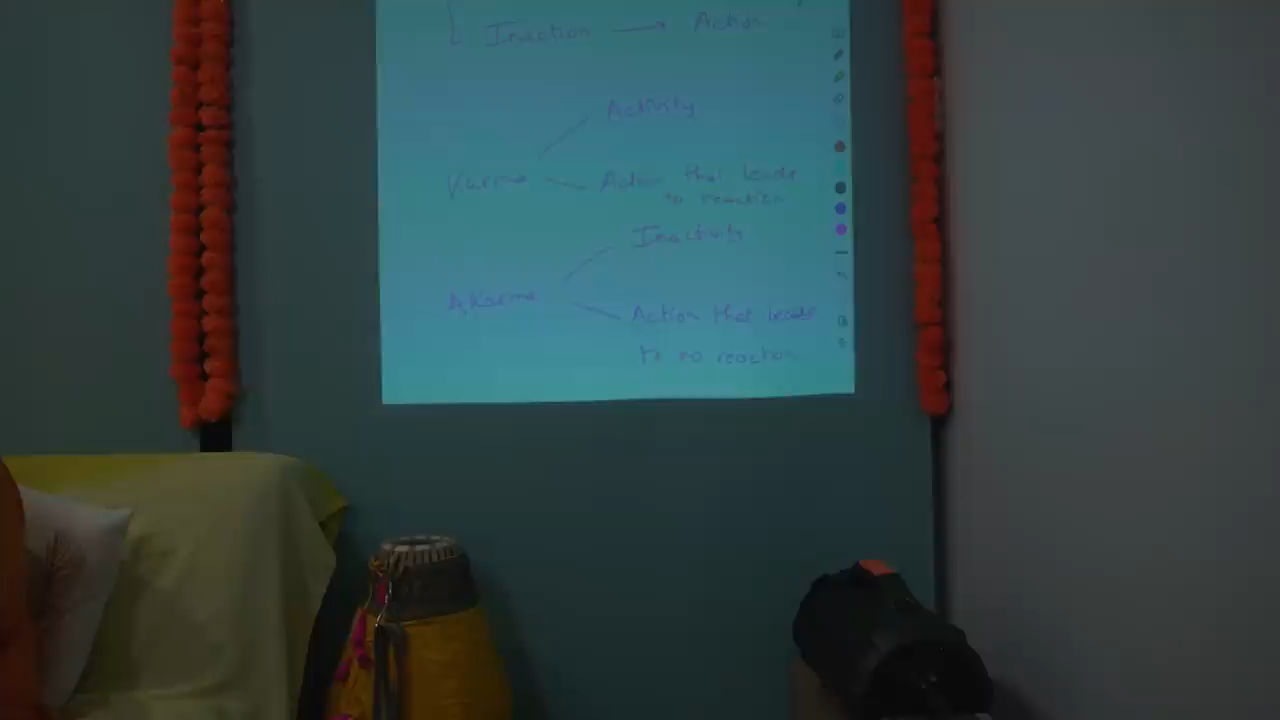 Inaction → Action
Activity
Karma
Action that leads
to reaction
Inactivity
Akarma
Action that leads
to no reaction